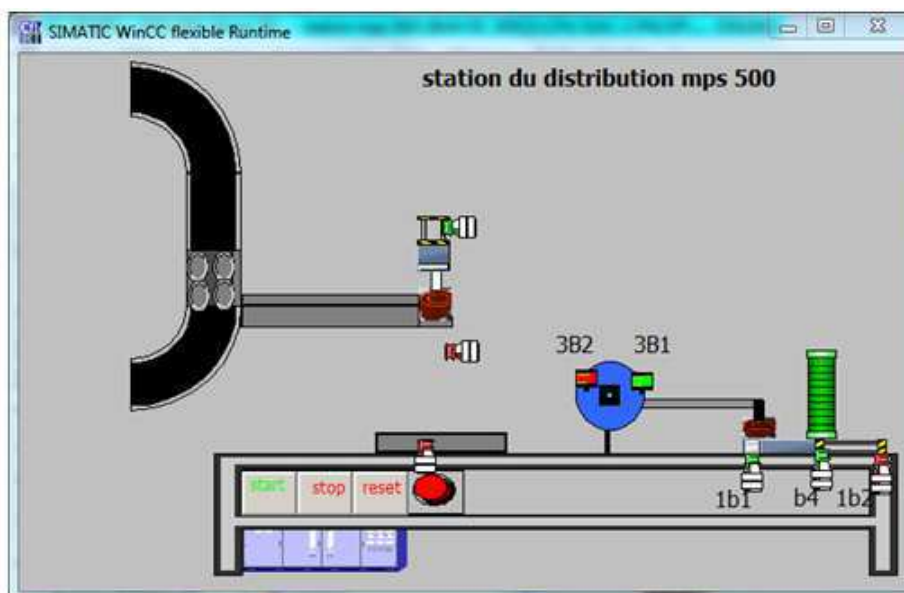 SIMATIC WinCC flexible Runtime
station du distribution mps 500
3B2 3B1
start stop reset
1b1 b4 1b2